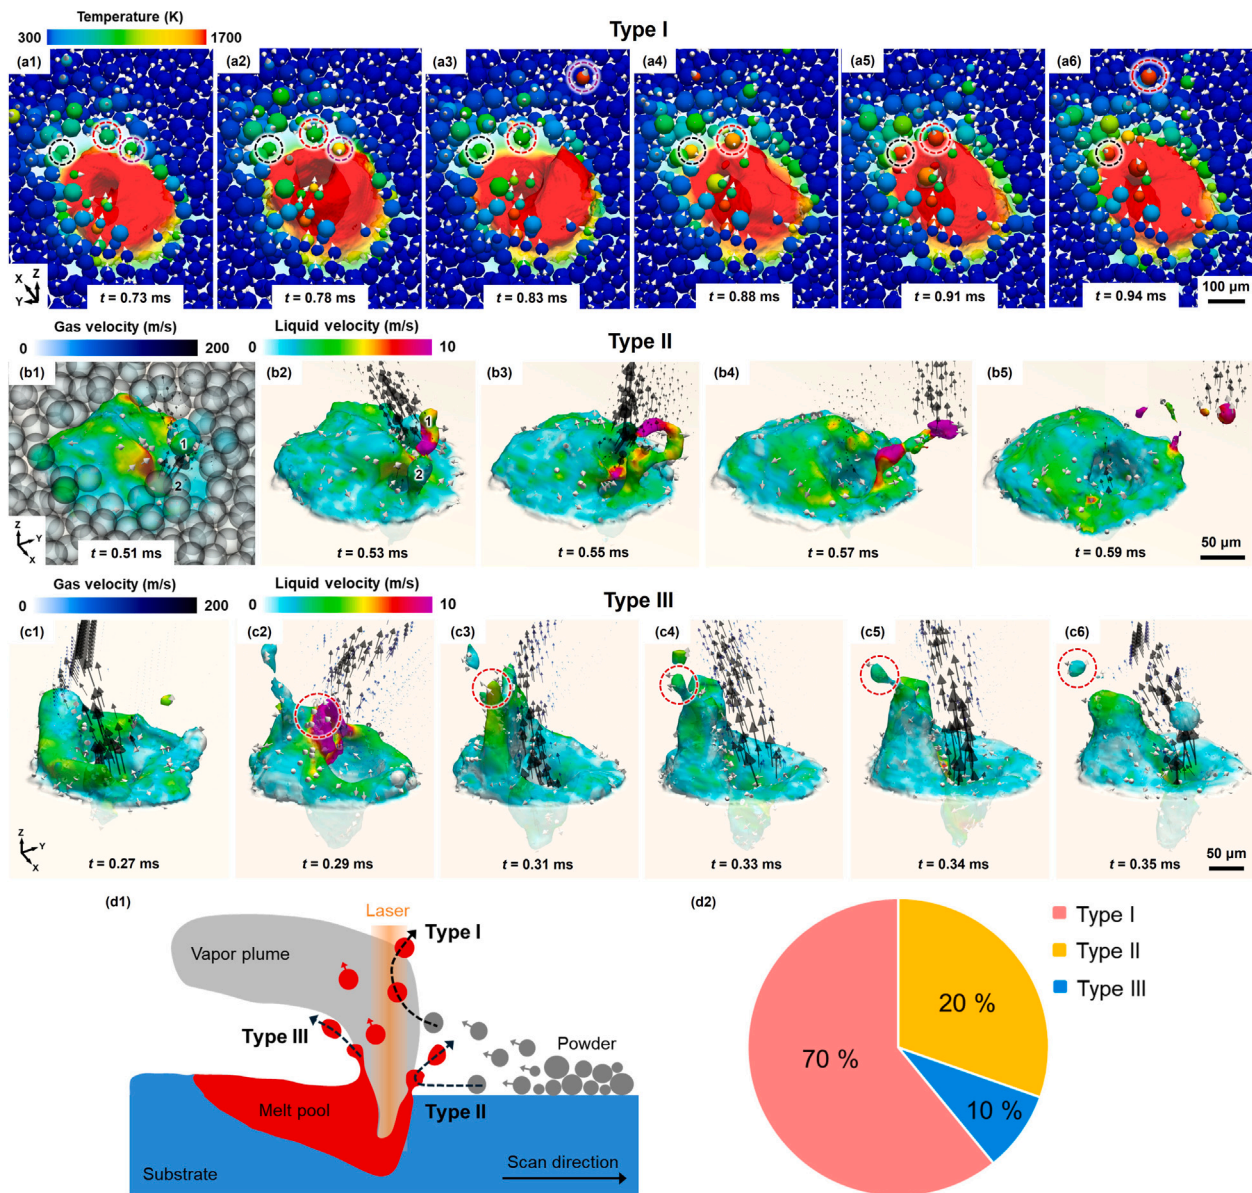 Temperature (K)
300 1700
Type I
(a1) (a2) (a3) (a4) (a5) (a6)
X Z Y
t = 0.73 ms t = 0.78 ms t = 0.83 ms t = 0.88 ms t = 0.91 ms t = 0.94 ms
100 μm
Gas velocity (m/s) Liquid velocity (m/s)
0 200 0 10
Type II
(b1) (b2) (b3) (b4) (b5)
1 2
1 2
Z Y X
t = 0.51 ms t = 0.53 ms t = 0.55 ms t = 0.57 ms t = 0.59 ms
50 μm
Gas velocity (m/s) Liquid velocity (m/s)
0 200 0 10
Type III
(c1) (c2) (c3) (c4) (c5) (c6)
Z Y X
t = 0.27 ms t = 0.29 ms t = 0.31 ms t = 0.33 ms t = 0.34 ms t = 0.35 ms
50 μm
(d1)
Laser
Type I
Vapor plume
Type III
Powder
Melt pool
Type II
Substrate
Scan direction
(d2)
Type I
Type II
Type III
20 %
70 %
10 %